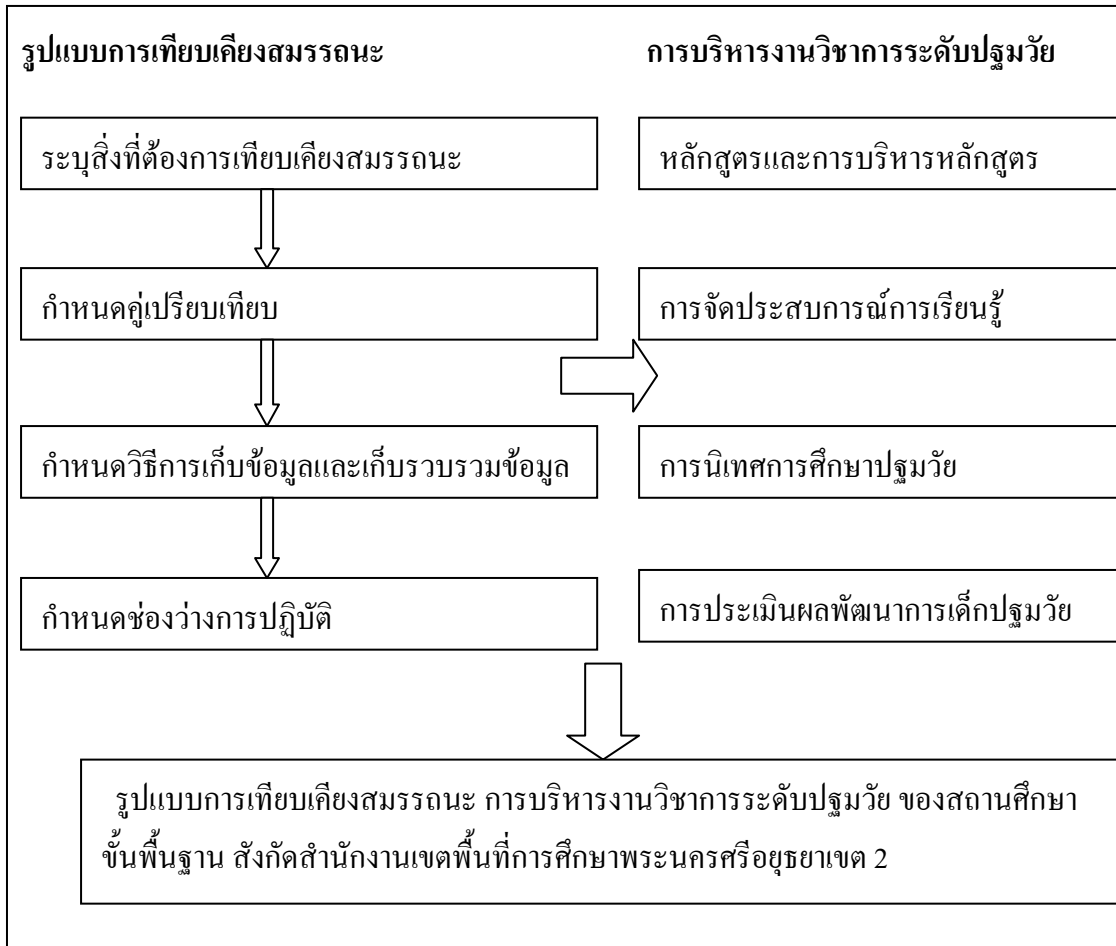 รูปแบบการเทียบเคียงสมรรถนะ
การบริหารงานวิชาการระดับปฐมวัย
ระบุสิ่งที่ต้องการเทียบเคียงสมรรถนะ
หลักสูตรและการบริหารหลักสูตร
กำหนดคู่เปรียบเทียบ
การจัดประสบการณ์การเรียนรู้
กำหนดวิธีการเก็บข้อมูลและเก็บรวบรวมข้อมูล
การนิเทศการศึกษาปฐมวัย
กำหนดช่องว่างการปฏิบัติ
การประเมินผลพัฒนาการเด็กปฐมวัย
รูปแบบการเทียบเคียงสมรรถนะ การบริหารงานวิชาการระดับปฐมวัย ของสถานศึกษา
ขั้นพื้นฐาน สังกัดสำนักงานเขตพื้นที่การศึกษาพระนครศรีอยุธยาเขต 2